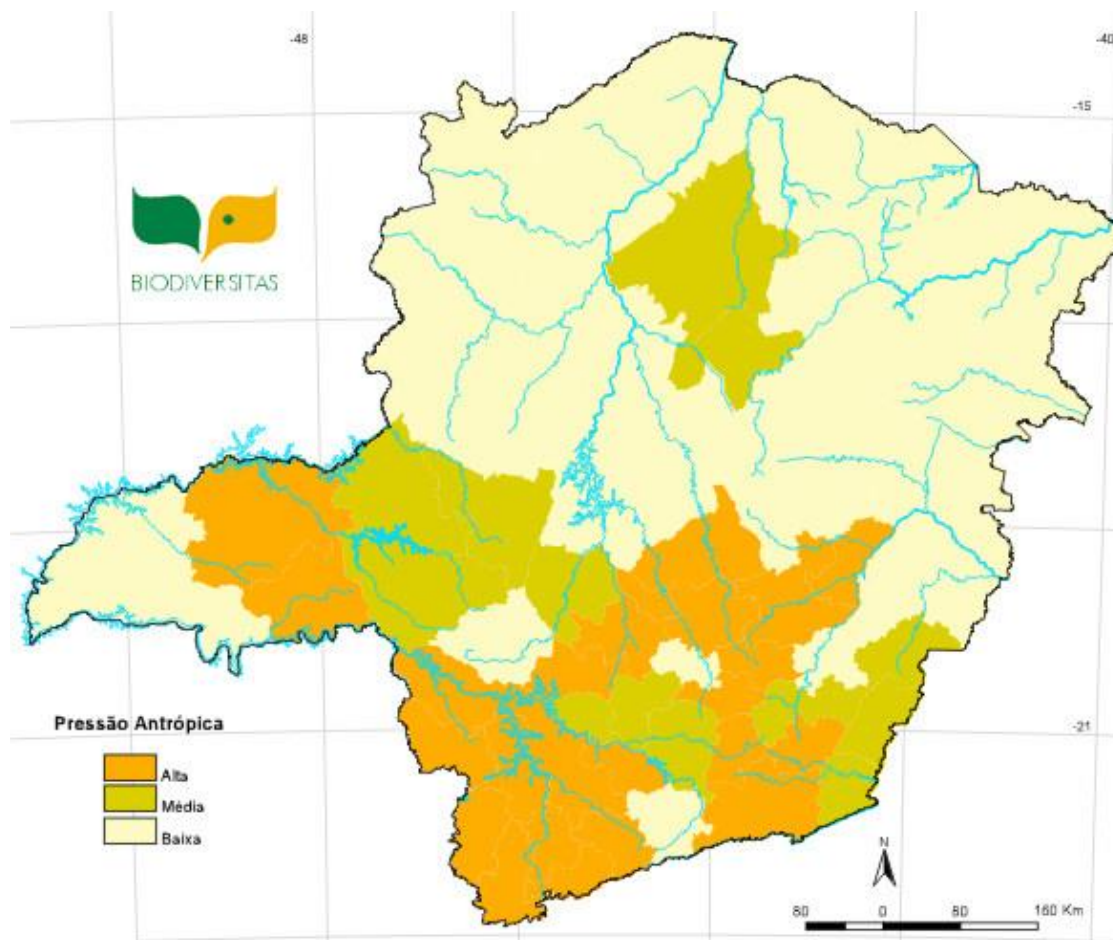 -48
-40
-15
BIODIVERSITAS
-21
Pressão Antrópica
Alta
Média
Baixa
N
80 0 80 160 Km